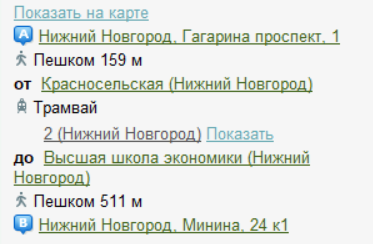 Показать на карте
A Нижний Новгород, Гагарина проспект, 1
Пешком 159 м
от Красносельская (Нижний Новгород)
Трамвай
2 (Нижний Новгород) Показать
до Высшая школа экономики (Нижний
Новгород)
Пешком 511 м
B Нижний Новгород, Минина, 24 к1